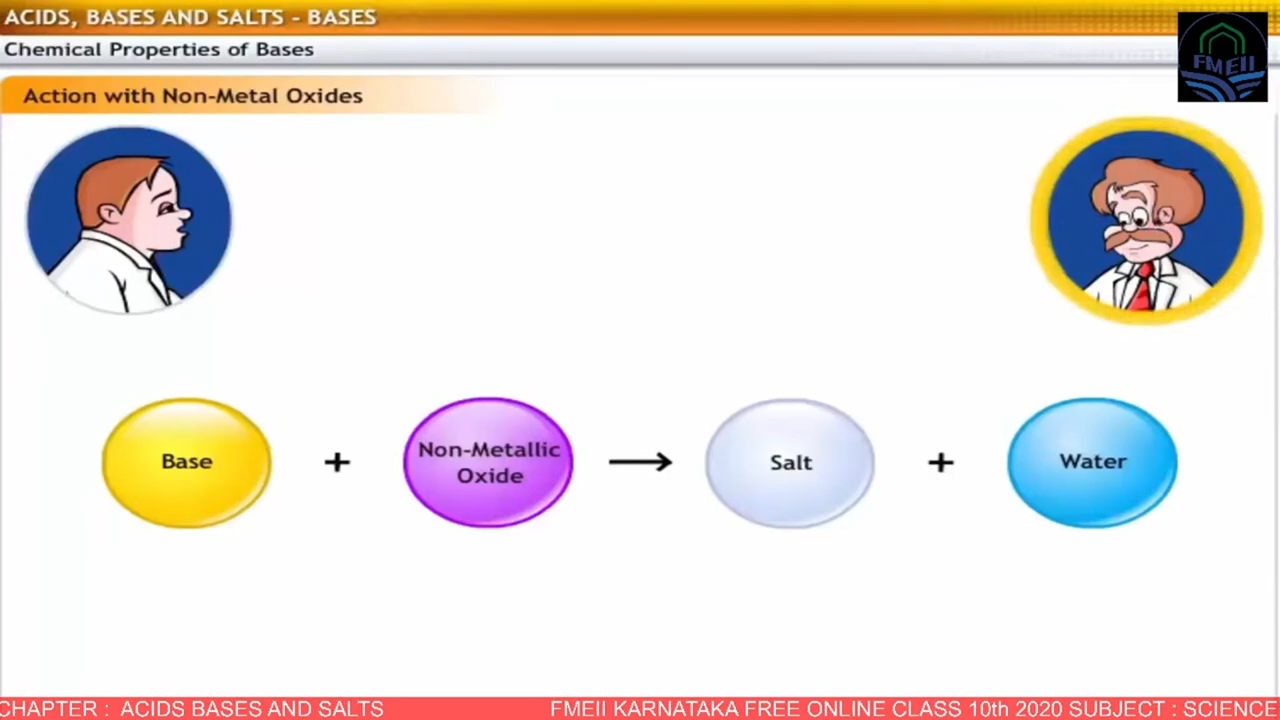 ACIDS, BASES AND SALTS - BASES
Chemical Properties of Bases
FMEII
Action with Non-Metal Oxides
Base + Non-Metallic Oxide → Salt + Water
CHAPTER : ACIDS BASES AND SALTS FMEII KARNATAKA FREE ONLINE CLASS 10th 2020 SUBJECT : SCIENCE